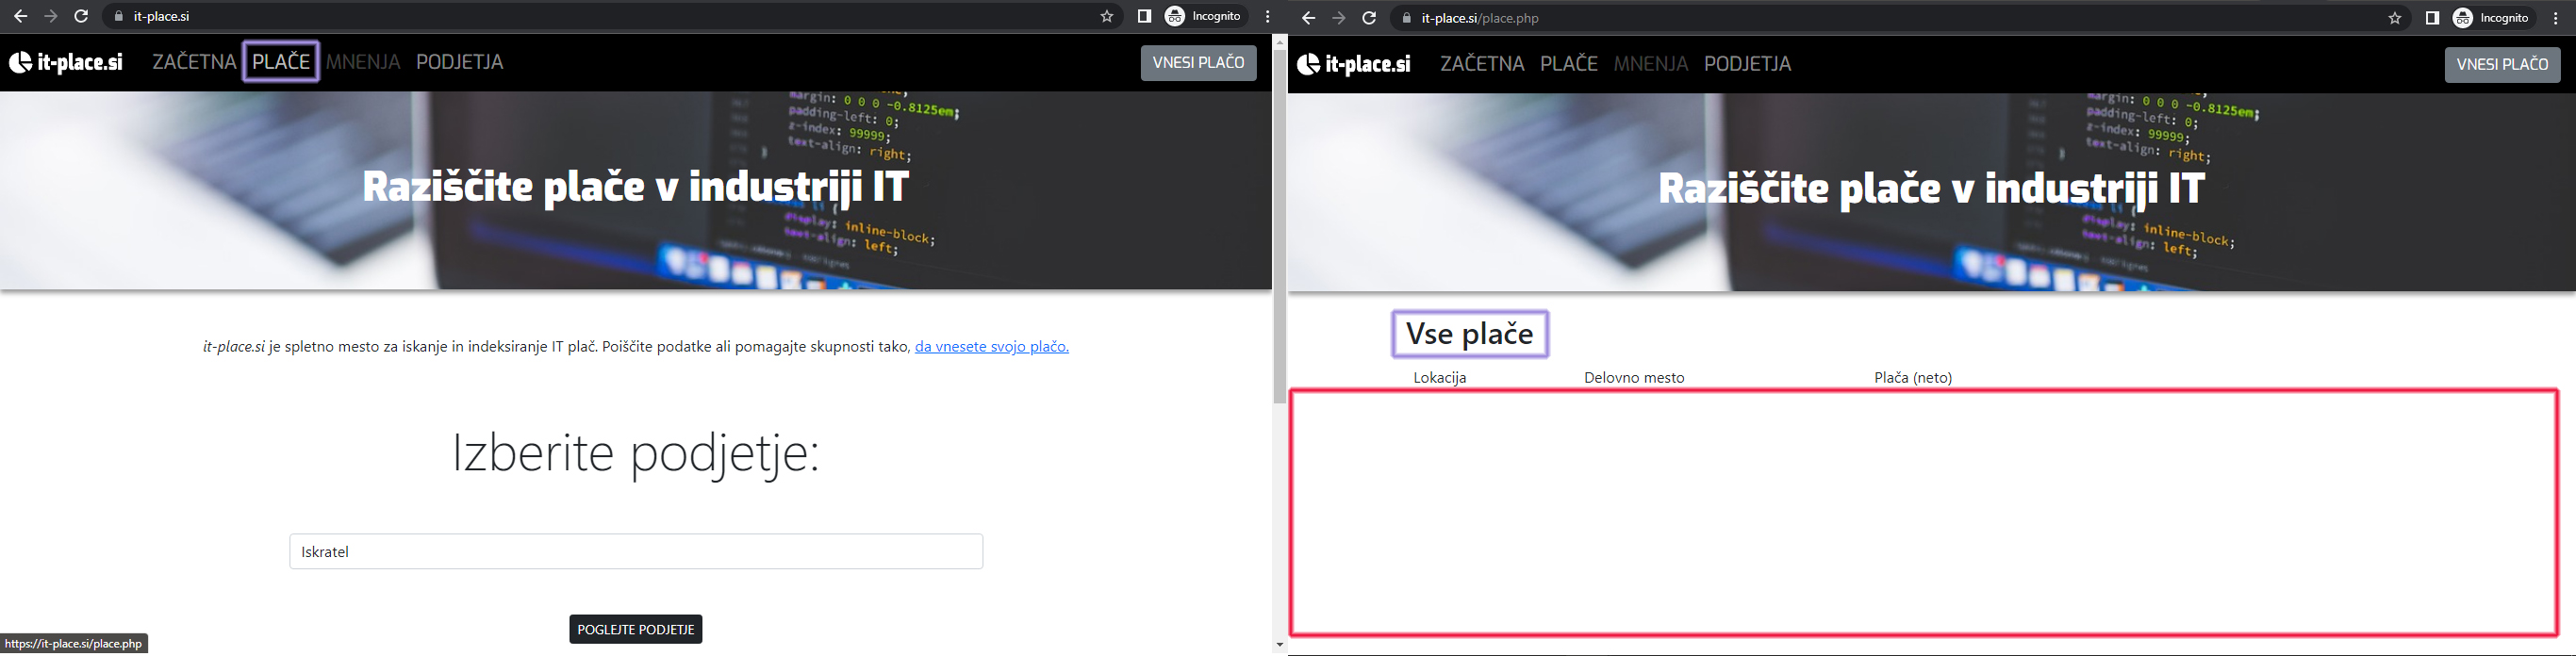 it-place.si
Incognito
it-place.si
ZAČETNA
PLAČE
MNENJA
PODJETJA
VNESI PLAČO
margin: 0 0 0 -0.8125em;
padding-left: 0;
z-index: 99999;
text-align: right;
}
Raziščite plače v industriji IT
li {
display: inline-block;
text-align: left;
it-place.si je spletno mesto za iskanje in indeksiranje IT plač. Poiščite podatke ali pomagajte skupnosti tako, da vnesete svojo plačo.
Izberite podjetje:
Iskratel
POGLEJTE PODJETJE
https://it-place.si/place.php
it-place.si/place.php
Incognito
it-place.si
ZAČETNA
PLAČE
MNENJA
PODJETJA
VNESI PLAČO
margin: 0 0 0 -0.8125em;
padding-left: 0;
z-index: 99999;
text-align: right;
}
Raziščite plače v industriji IT
li {
display: inline-block;
text-align: left;
Vse plače
Lokacija
Delovno mesto
Plača (neto)